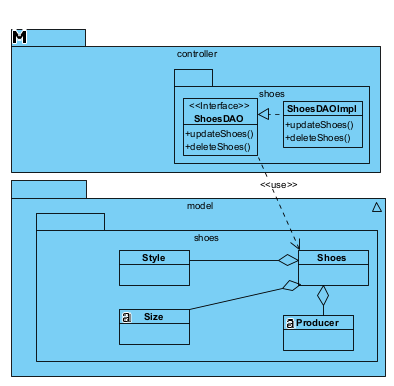 M
controller
shoes
<<Interface>>
ShoesDAO
+updateShoes()
+deleteShoes()
ShoesDAOImpl
+updateShoes()
+deleteShoes()
<<use>>
model
shoes
Style
Shoes
a
Size
a
Producer